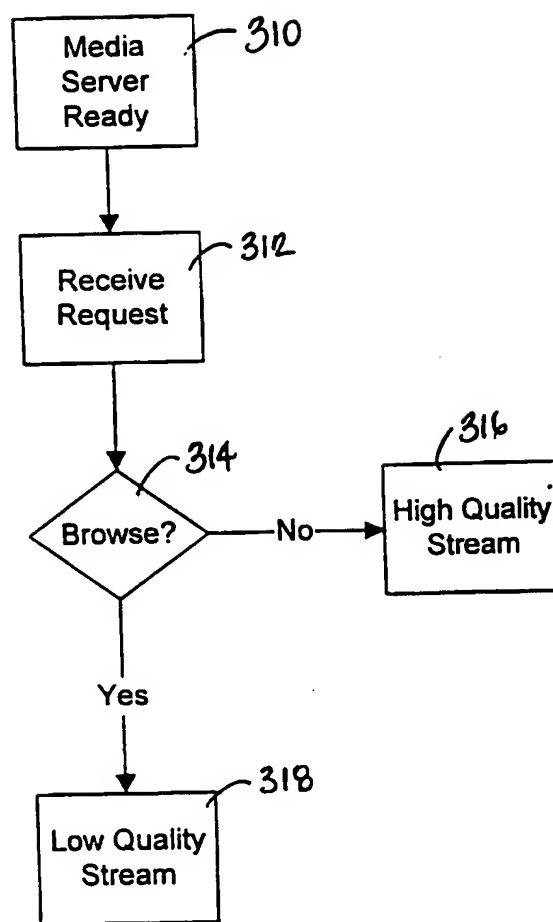 Media
Server
Ready
310
Receive
Request
312
Browse?
314
No
High Quality
Stream
316
Yes
Low Quality
Stream
318